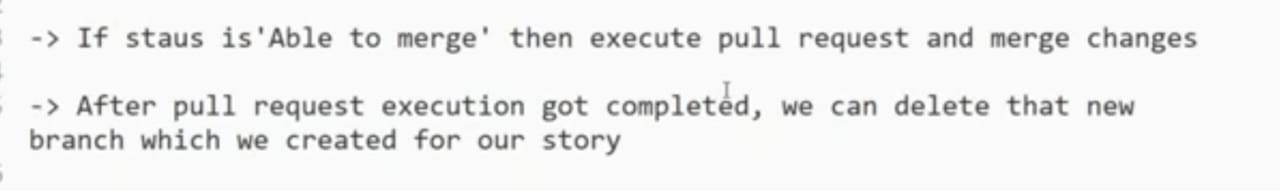 -> If staus is'Able to merge' then execute pull request and merge changes
-> After pull request execution got completed, we can delete that new
branch which we created for our story